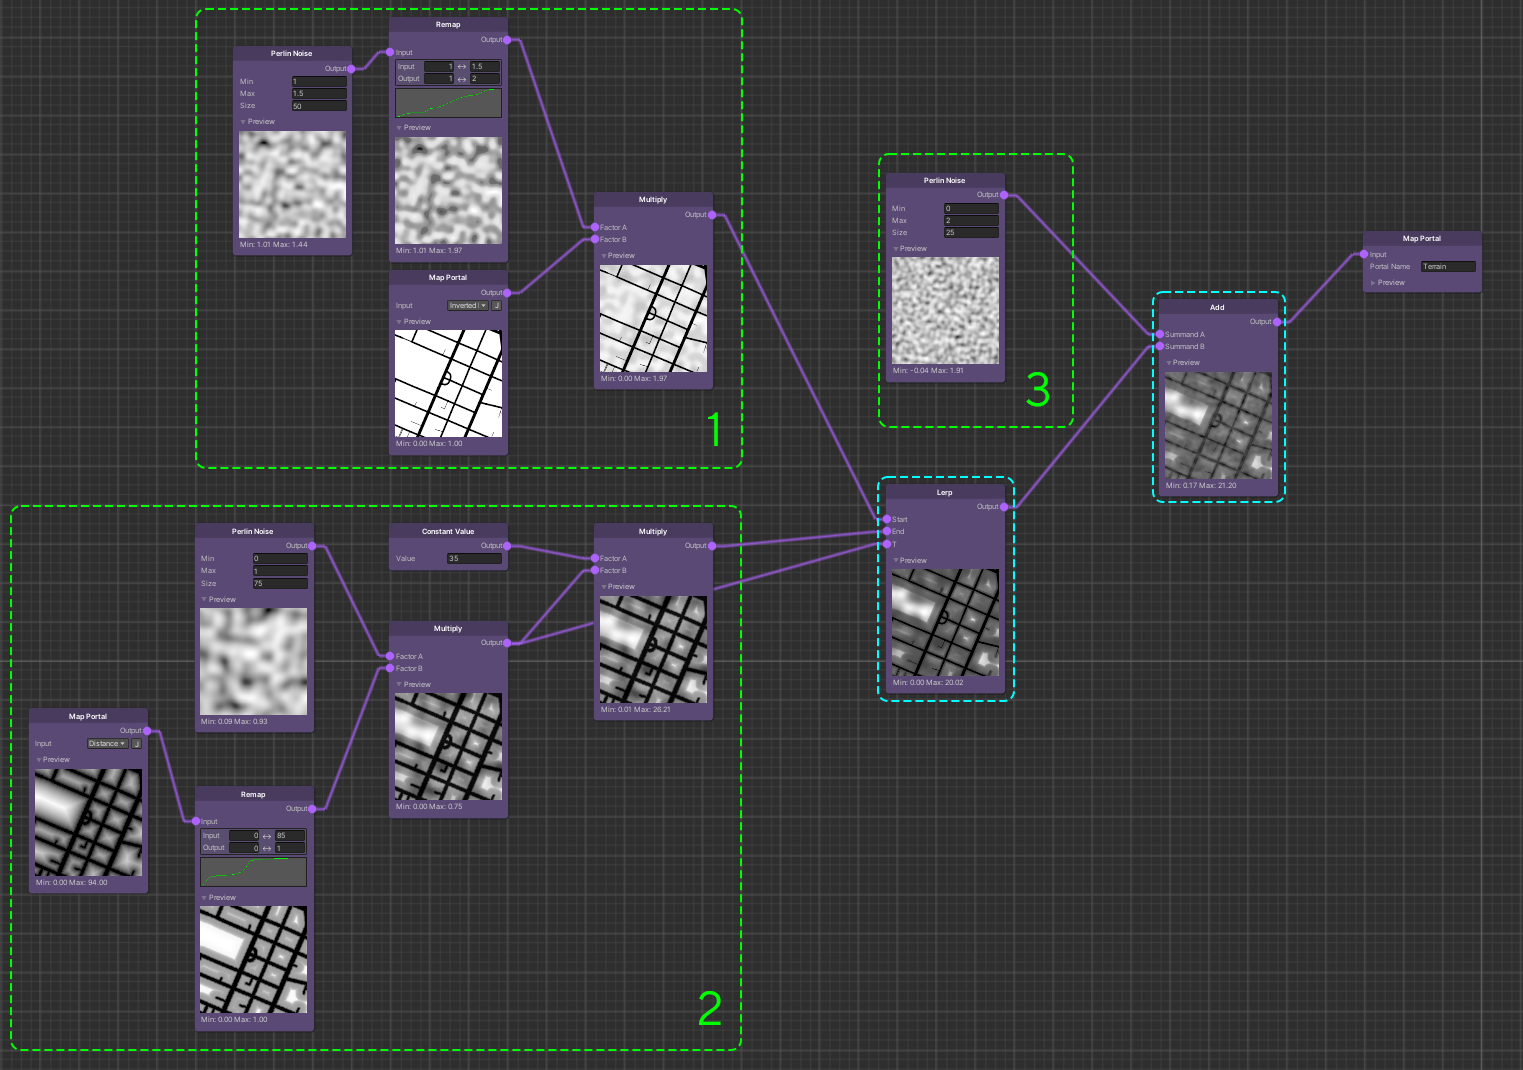 Perlin Noise
Output
Min 1
Max 1.5
Size 50
Preview
Min: 1.01 Max: 1.44
Remap
Output
Input
Input 1 ↔ 1.5
Output 1 ↔ 2
Preview
Min: 1.01 Max: 1.97
Map Portal
Output
Input
Preview
Min: 0.00 Max: 1.00
Multiply
Output
Factor A
Factor B
Preview
Min: 0.00 Max: 1.97
1
Map Portal
Output
Input Distance
Preview
Min: 0.00 Max: 94.00
Perlin Noise
Output
Min 0
Max 1
Size 75
Preview
Min: 0.09 Max: 0.93
Remap
Output
Input
Input 0 ↔ 85
Output 0 ↔ 1
Preview
Min: 0.00 Max: 1.00
Constant Value
Output
Value 35
Multiply
Output
Factor A
Factor B
Preview
Min: 0.00 Max: 0.75
Multiply
Output
Factor A
Factor B
Preview
Min: 0.01 Max: 26.21
2
Perlin Noise
Output
Min 0
Max 2
Size 25
Preview
Min: -0.04 Max: 1.91
3
Lerp
Output
Start
End
T
Preview
Min: 0.00 Max: 20.02
Add
Output
Summand A
Summand B
Preview
Min: 0.17 Max: 21.20
Map Portal
Input
Portal Name Terrain
Preview